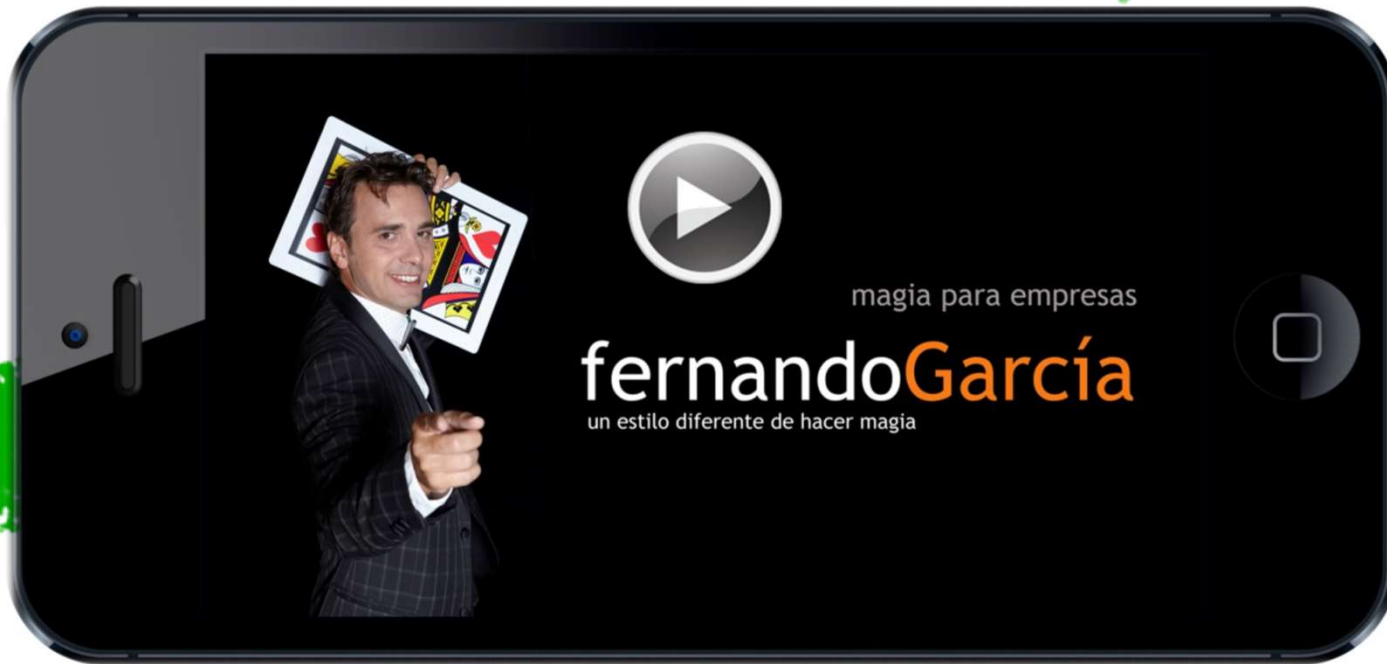 magia para empresas
fernandoGarcía
un estilo diferente de hacer magia